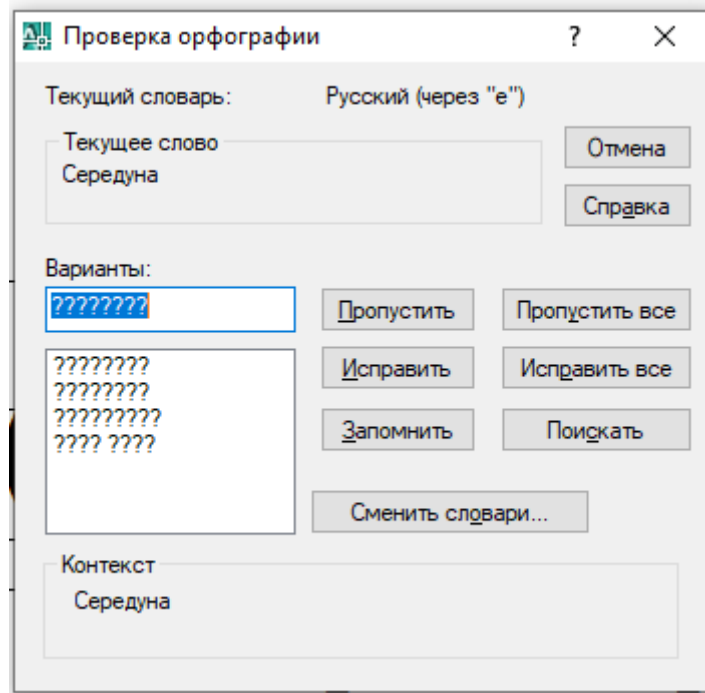 Проверка орфографии ? ×
Текущий словарь: Русский (через "е")
Текущее слово
Середуна
Отмена
Справка
Варианты:
????????
Пропустить Пропустить все
????????
????????
?????????
???? ????
Исправить Исправить все
Запомнить Поискать
Сменить словари...
Контекст
Середуна